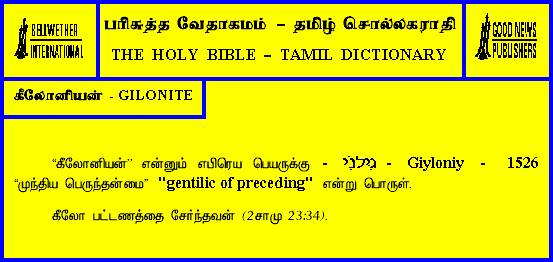 BELLWETHER
INTERNATIONAL
பரிசுத்த வேதாகமம் – தமிழ் சொல்லகராதி
THE HOLY BIBLE – TAMIL DICTIONARY
GOOD NEWS
PUBLISHERS
கீலோனியன் - GILONITE
“கீலோனியன்” என்னும் எபிரெய பெயருக்கு - גִּילֹנִי - Giyloniy - 1526
“முந்திய பெருந்தன்மை” "gentilic of preceding" என்று பொருள்.
கீலோ பட்டணத்தை சேர்ந்தவன் (2சாமு 23:34).